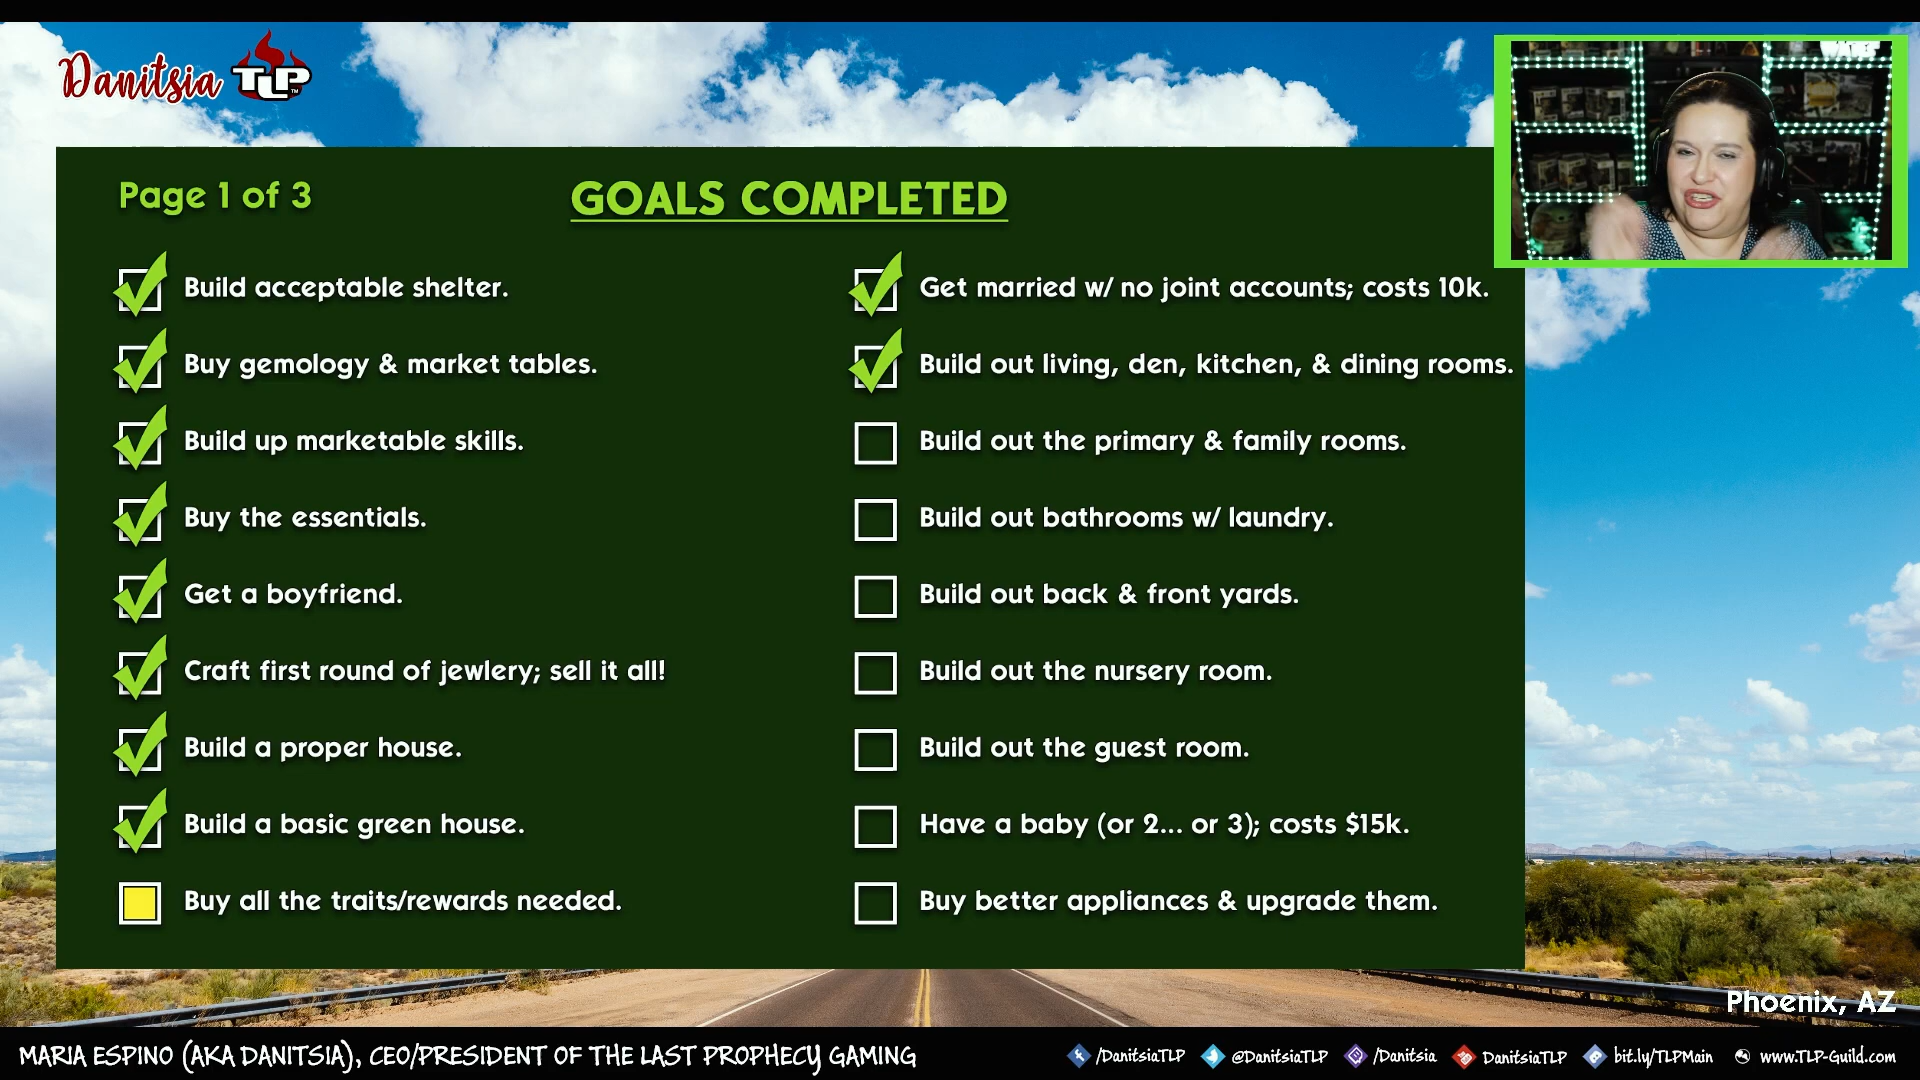 Danitsia TLP
Page 1 of 3
GOALS COMPLETED
Build acceptable shelter.
Buy gemology & market tables.
Build up marketable skills.
Buy the essentials.
Get a boyfriend.
Craft first round of jewlery; sell it all!
Build a proper house.
Build a basic green house.
Buy all the traits/rewards needed.
Get married w/ no joint accounts; costs 10k.
Build out living, den, kitchen, & dining rooms.
Build out the primary & family rooms.
Build out bathrooms w/ laundry.
Build out back & front yards.
Build out the nursery room.
Build out the guest room.
Have a baby (or 2... or 3); costs $15k.
Buy better appliances & upgrade them.
Phoenix, AZ
MARIA ESPINO (AKA DANITSIA), CEO/PRESIDENT OF THE LAST PROPHECY GAMING
/DanitsiaTLP @DanitsiaTLP /Danitsia DanitsiaTLP bit.ly/TLPMain www.TLP-Guild.com